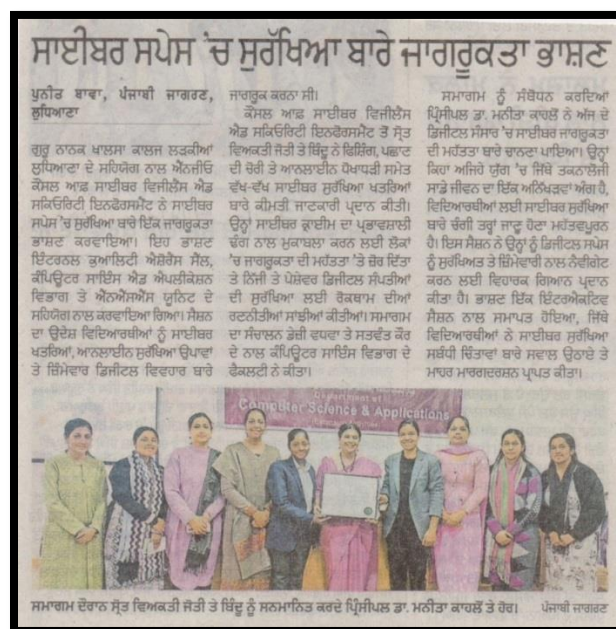 ਸਾਈਬਰ ਸਪੇਸ 'ਚ ਸੁਰੱਖਿਆ ਬਾਰੇ ਜਾਗਰੂਕਤਾ ਭਾਸ਼ਣ
ਪੁਨੀਤ ਬਾਵਾ, ਪੰਜਾਬੀ ਜਾਗਰਣ,
ਲੁਧਿਆਣਾ
ਗੁਰੂ ਨਾਨਕ ਖਾਲਸਾ ਕਾਲਜ ਲੜਕੀਆਂ
ਲੁਧਿਆਣਾ ਦੇ ਸਹਿਯੋਗ ਨਾਲ ਐੱਨਜੀਓ
ਕੌਂਸਲ ਆਫ਼ ਸਾਈਬਰ ਵਿਜੀਲੈਂਸ ਐਡ
ਸਕਿਓਰਿਟੀ ਇਨਫੋਰਸਮੈਂਟ ਨੇ ਸਾਈਬਰ
ਸਪੇਸ 'ਚ ਸੁਰੱਖਿਆ ਬਾਰੇ ਇਕ ਜਾਗਰੂਕਤਾ
ਭਾਸ਼ਣ ਕਰਵਾਇਆ। ਇਹ ਭਾਸ਼ਣ
ਇੰਟਰਨਲ ਕੁਆਲਿਟੀ ਐਸ਼ੋਰੈਂਸ ਸੈੱਲ,
ਕੰਪਿਊਟਰ ਸਾਇੰਸ ਐਡ ਐਪਲੀਕੇਸ਼ਨ
ਵਿਭਾਗ ਤੇ ਐੱਨਐੱਸਐੱਸ ਯੂਨਿਟ ਦੇ
ਸਹਿਯੋਗ ਨਾਲ ਕਰਵਾਇਆ ਗਿਆ। ਸੈਸ਼ਨ
ਦਾ ਉਦੇਸ਼ ਵਿਦਿਆਰਥੀਆਂ ਨੂੰ ਸਾਈਬਰ
ਖ਼ਤਰਿਆਂ, ਆਨਲਾਈਨ ਸੁਰੱਖਿਆ ਉਪਾਵਾਂ
ਤੇ ਜ਼ਿੰਮੇਵਾਰ ਡਿਜੀਟਲ ਵਿਵਹਾਰ ਬਾਰੇ
ਜਾਗਰੂਕ ਕਰਨਾ ਸੀ।
ਕੌਂਸਲ ਆਫ਼ ਸਾਈਬਰ ਵਿਜੀਲੈਂਸ
ਐਡ ਸਕਿਓਰਿਟੀ ਇਨਫੋਰਸਮੈਂਟ ਤੋਂ ਸ੍ਰੋਤ
ਵਿਅਕਤੀ ਜੋਤੀ ਤੇ ਬਿੰਦੂ ਨੇ ਫਿਸ਼ਿੰਗ, ਪਛਾਣ
ਦੀ ਚੋਰੀ ਤੇ ਆਨਲਾਈਨ ਧੋਖਾਧੜੀ ਸਮੇਤ
ਵੱਖ-ਵੱਖ ਸਾਈਬਰ ਸੁਰੱਖਿਆ ਖ਼ਤਰਿਆਂ
ਬਾਰੇ ਕੀਮਤੀ ਜਾਣਕਾਰੀ ਪ੍ਰਦਾਨ ਕੀਤੀ।
ਉਨ੍ਹਾਂ ਸਾਈਬਰ ਕ੍ਰਾਈਮ ਦਾ ਪ੍ਰਭਾਵਸ਼ਾਲੀ
ਢੰਗ ਨਾਲ ਮੁਕਾਬਲਾ ਕਰਨ ਲਈ ਲੋਕਾਂ
'ਚ ਜਾਗਰੂਕਤਾ ਦੀ ਮਹੱਤਤਾ 'ਤੇ ਜ਼ੋਰ ਦਿੱਤਾ
ਤੇ ਨਿੱਜੀ ਤੇ ਪੇਸ਼ੇਵਰ ਡਿਜੀਟਲ ਸੰਪਤੀਆਂ
ਦੀ ਸੁਰੱਖਿਆ ਲਈ ਰੋਕਥਾਮ ਦੀਆਂ
ਰਣਨੀਤੀਆਂ ਸਾਂਝੀਆਂ ਕੀਤੀਆਂ। ਸਮਾਗਮ
ਦਾ ਸੰਚਾਲਨ ਡੇਜ਼ੀ ਵਧਵਾ ਤੇ ਸਤਵੰਤ ਕੌਰ
ਦੇ ਨਾਲ ਕੰਪਿਊਟਰ ਸਾਇੰਸ ਵਿਭਾਗ ਦੇ
ਫੈਕਲਟੀ ਨੇ ਕੀਤਾ।
ਸਮਾਗਮ ਨੂੰ ਸੰਬੋਧਨ ਕਰਦਿਆਂ
ਪ੍ਰਿੰਸੀਪਲ ਡਾ. ਮਨੀਤਾ ਕਾਹਲੋਂ ਨੇ ਅੱਜ ਦੇ
ਡਿਜੀਟਲ ਸੰਸਾਰ 'ਚ ਸਾਈਬਰ ਜਾਗਰੂਕਤਾ
ਦੀ ਮਹੱਤਤਾ ਬਾਰੇ ਚਾਨਣਾ ਪਾਇਆ। ਉਨ੍ਹਾਂ
ਕਿਹਾ ਅਜਿਹੇ ਯੁੱਗ 'ਚ ਜਿੱਥੇ ਤਕਨਾਲੋਜੀ
ਸਾਡੇ ਜੀਵਨ ਦਾ ਇਕ ਅਨਿੱਖੜਵਾਂ ਅੰਗ ਹੈ,
ਵਿਦਿਆਰਥੀਆਂ ਲਈ ਸਾਈਬਰ ਸੁਰੱਖਿਆ
ਬਾਰੇ ਚੰਗੀ ਤਰ੍ਹਾਂ ਜਾਣੂ ਹੋਣਾ ਮਹੱਤਵਪੂਰਨ
ਹੈ। ਇਸ ਸੈਸ਼ਨ ਨੇ ਉਨ੍ਹਾਂ ਨੂੰ ਡਿਜੀਟਲ ਸਪੇਸ
ਨੂੰ ਸੁਰੱਖਿਅਤ ਤੇ ਜ਼ਿੰਮੇਵਾਰੀ ਨਾਲ ਨੈਵੀਗੇਟ
ਕਰਨ ਲਈ ਵਿਹਾਰਕ ਗਿਆਨ ਪ੍ਰਦਾਨ
ਕੀਤਾ ਹੈ। ਭਾਸ਼ਣ ਇੱਕ ਇੰਟਰਐਕਟਿਵ
ਸੈਸ਼ਨ ਨਾਲ ਸਮਾਪਤ ਹੋਇਆ, ਜਿੱਥੇ
ਵਿਦਿਆਰਥੀਆਂ ਨੇ ਸਾਈਬਰ ਸੁਰੱਖਿਆ
ਸਬੰਧੀ ਚਿੰਤਾਵਾਂ ਬਾਰੇ ਸਵਾਲ ਉਠਾਏ ਤੇ
ਮਾਹਰ ਮਾਰਗਦਰਸ਼ਨ ਪ੍ਰਾਪਤ ਕੀਤਾ।
Department of
Computer Science & Applications
ਸਮਾਗਮ ਦੌਰਾਨ ਸ੍ਰੋਤ ਵਿਅਕਤੀ ਜੋਤੀ ਤੇ ਬਿੰਦੂ ਨੂੰ ਸਨਮਾਨਿਤ ਕਰਦੇ ਪ੍ਰਿੰਸੀਪਲ ਡਾ. ਮਨੀਤਾ ਕਾਹਲੋਂ ਤੇ ਹੋਰ। ਪੰਜਾਬੀ ਜਾਗਰਣ